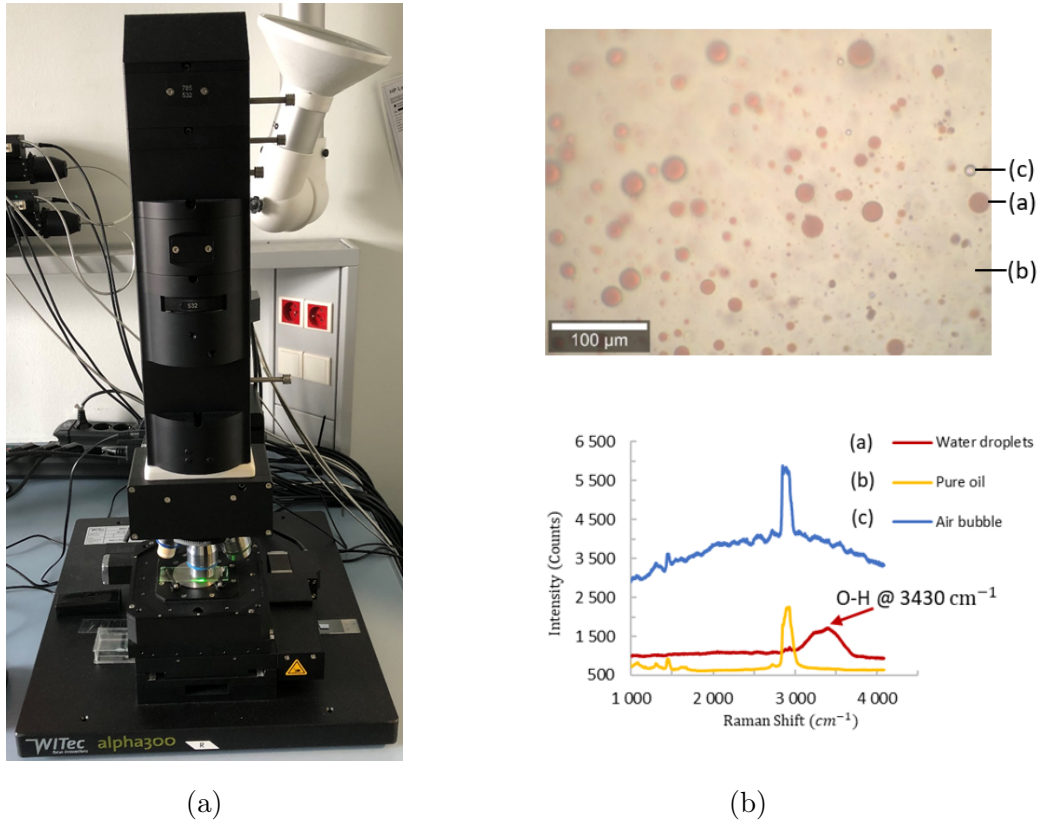 785
532
532
WITec alpha300 R
(c)
(a)
(b)
100 µm
6 500
5 500
4 500
3 500
2 500
1 500
500
Intensity (Counts)
(a) Water droplets
(b) Pure oil
(c) Air bubble
O-H @ 3430 cm⁻¹
1 000 2 000 3 000 4 000
Raman Shift (cm⁻¹)
(a) (b)